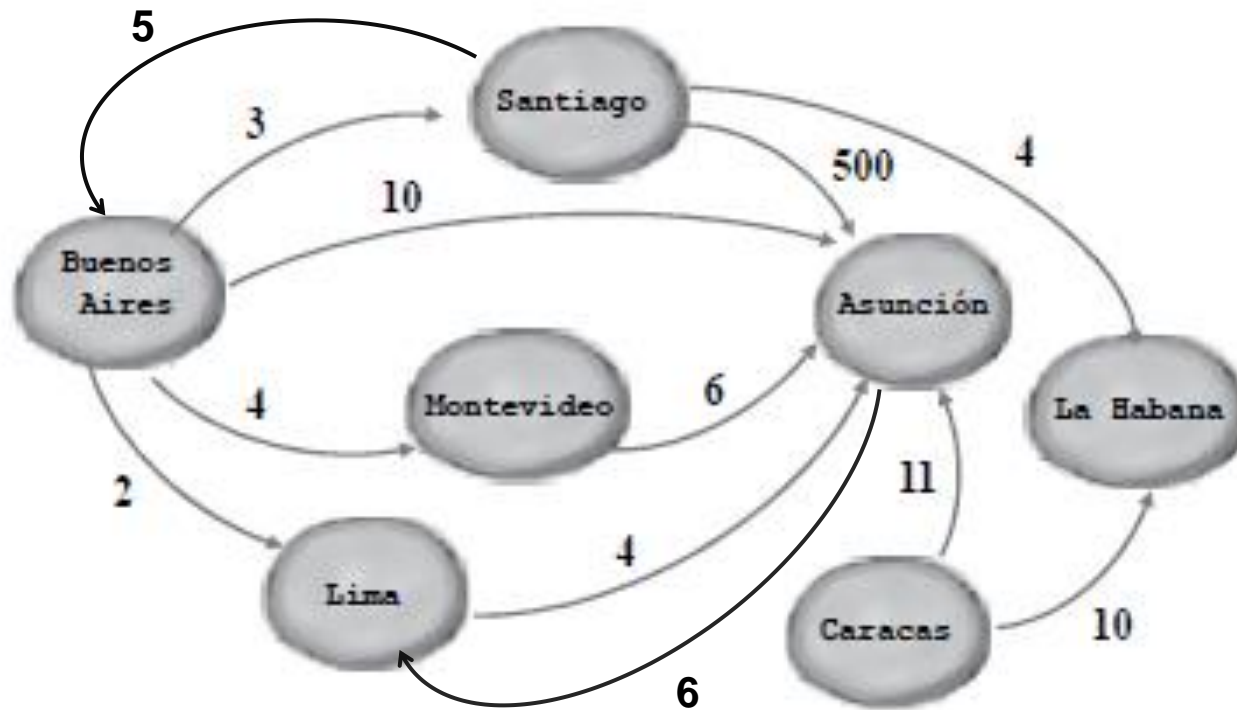 5
Santiago
3
4
500
10
Buenos
Aires
Asunción
4
Montevideo
6
La Habana
2
11
4
Lima
Caracas
10
6